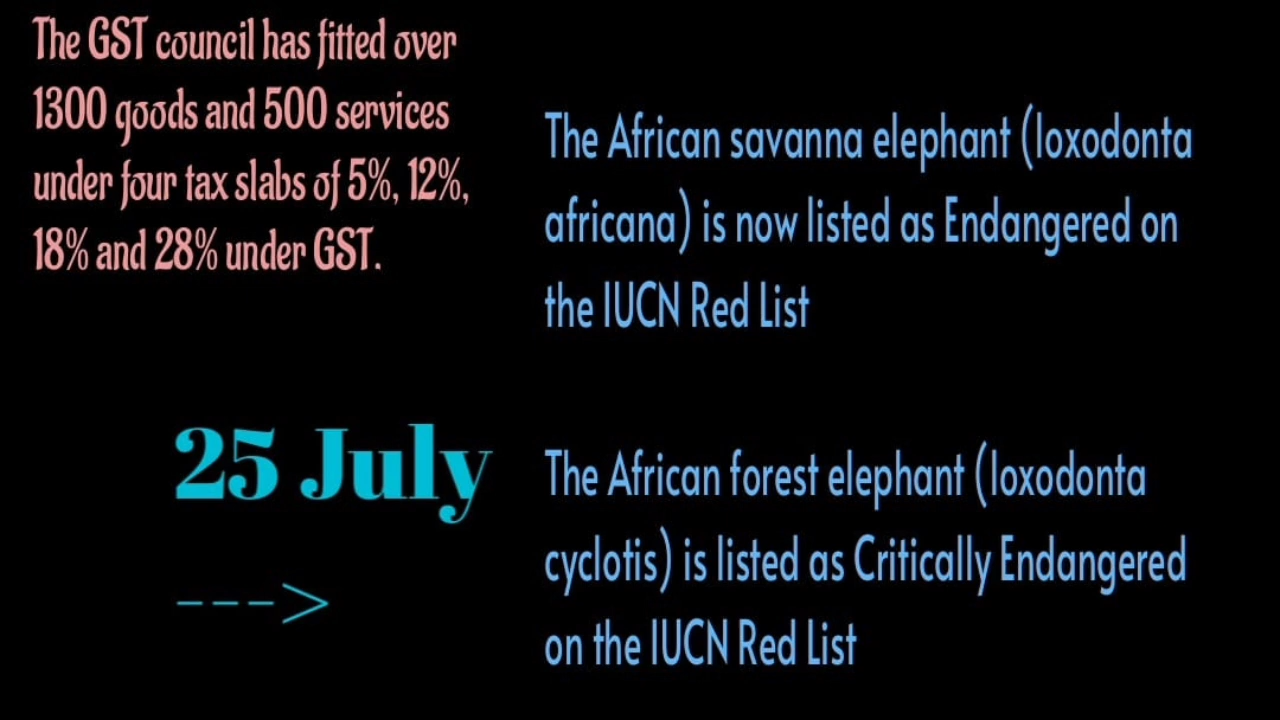 The GST council has fitted over
1300 goods and 500 services
under four tax slabs of 5%, 12%,
18% and 28% under GST.
25 July
--->
The African savanna elephant (loxodonta
africana) is now listed as Endangered on
the IUCN Red List
The African forest elephant (loxodonta
cyclotis) is listed as Critically Endangered
on the IUCN Red List